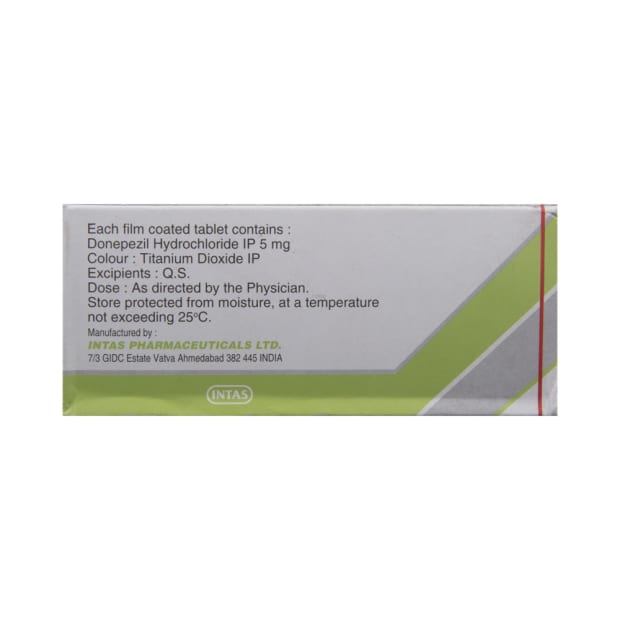 Each film coated tablet contains :
Donepezil Hydrochloride IP 5 mg
Colour : Titanium Dioxide IP
Excipients : Q.S.
Dose : As directed by the Physician.
Store protected from moisture, at a temperature
not exceeding 25°C.
Manufactured by :
INTAS PHARMACEUTICALS LTD.
7/3 GIDC Estate Vatva Ahmedabad 382 445 INDIA
INTAS